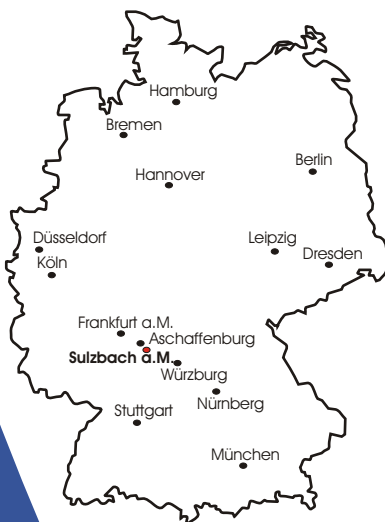 Hamburg
Bremen
Berlin
Hannover
Düsseldorf
Leipzig
Dresden
Köln
Frankfurt a.M.
Aschaffenburg
Sulzbach a.M.
Würzburg
Nürnberg
Stuttgart
München